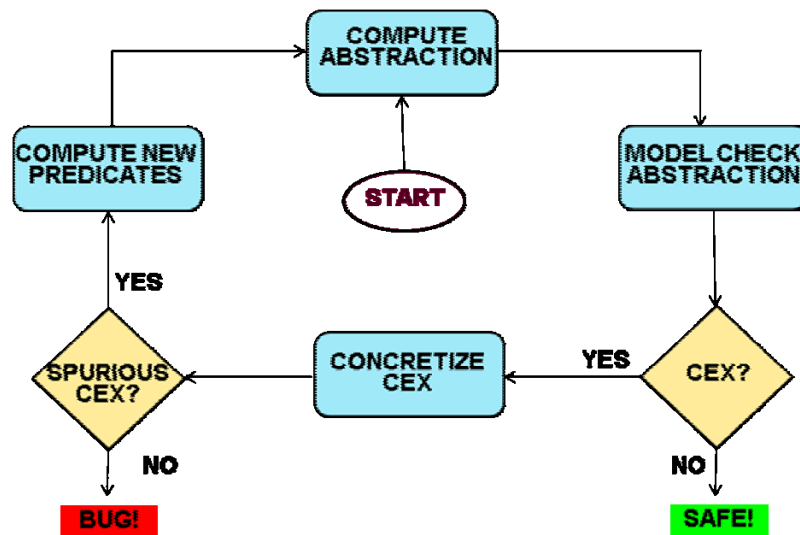 COMPUTE
ABSTRACTION
COMPUTE NEW
PREDICATES
START
MODEL CHECK
ABSTRACTION
YES
SPURIOUS
CEX?
CONCRETIZE
CEX
YES
CEX?
NO
NO
BUG!
SAFE!